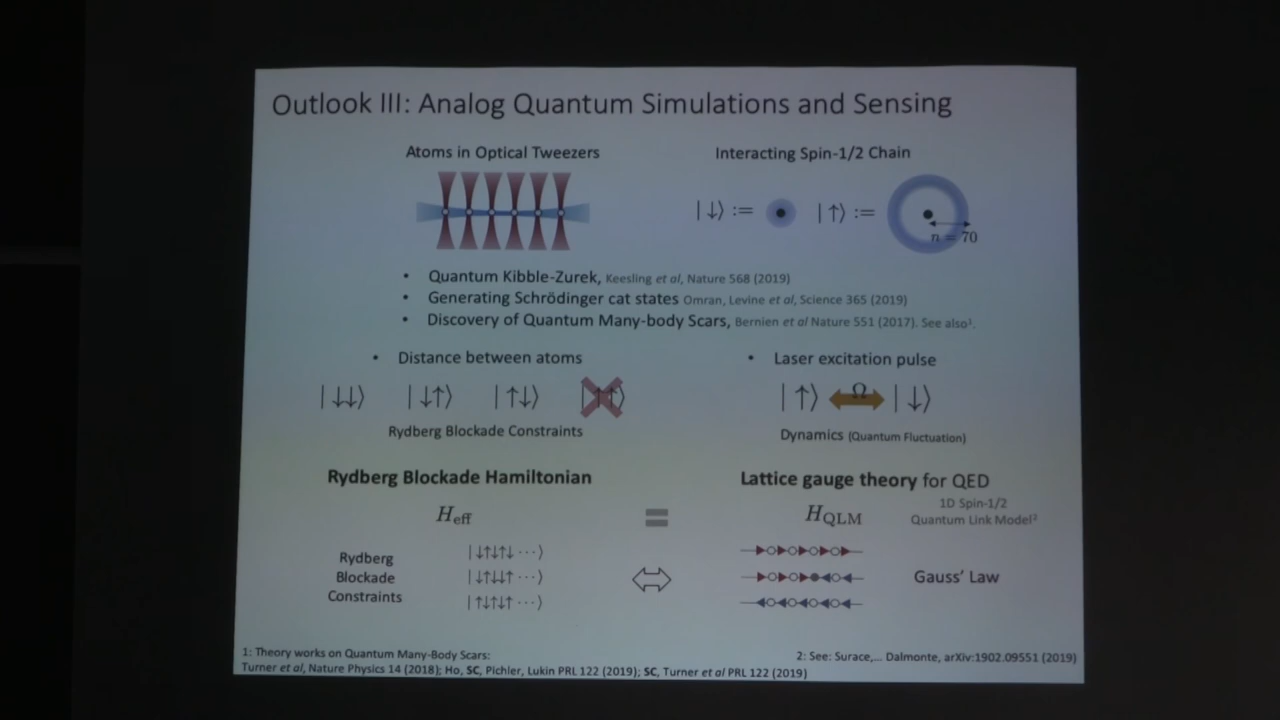 Outlook III: Analog Quantum Simulations and Sensing
Atoms in Optical Tweezers
Interacting Spin-1/2 Chain
|↓⟩ := |↑⟩ :=
n = 70
• Quantum Kibble-Zurek, Keesling et al, Nature 568 (2019)
• Generating Schrödinger cat states Omran, Levine et al, Science 365 (2019)
• Discovery of Quantum Many-body Scars, Bernien et al Nature 551 (2017). See also¹.
• Distance between atoms
|↓↓⟩ |↓↑⟩ |↑↓⟩ |↑↑⟩
Rydberg Blockade Constraints
• Laser excitation pulse
|↑⟩ Ω |↓⟩
Dynamics (Quantum Fluctuation)
Rydberg Blockade Hamiltonian
H_eff
=
Lattice gauge theory for QED
H_QLM
1D Spin-1/2
Quantum Link Model²
Rydberg
Blockade
Constraints
|↓↑↓↑↓ ⋯⟩
|↓↑↓↓↑ ⋯⟩
|↑↓↑↓↑ ⋯⟩
⇔
Gauss' Law
1: Theory works on Quantum Many-Body Scars:
Turner et al, Nature Physics 14 (2018); Ho, SC, Pichler, Lukin PRL 122 (2019); SC, Turner et al PRL 122 (2019)
2: See: Surace,... Dalmonte, arXiv:1902.09551 (2019)